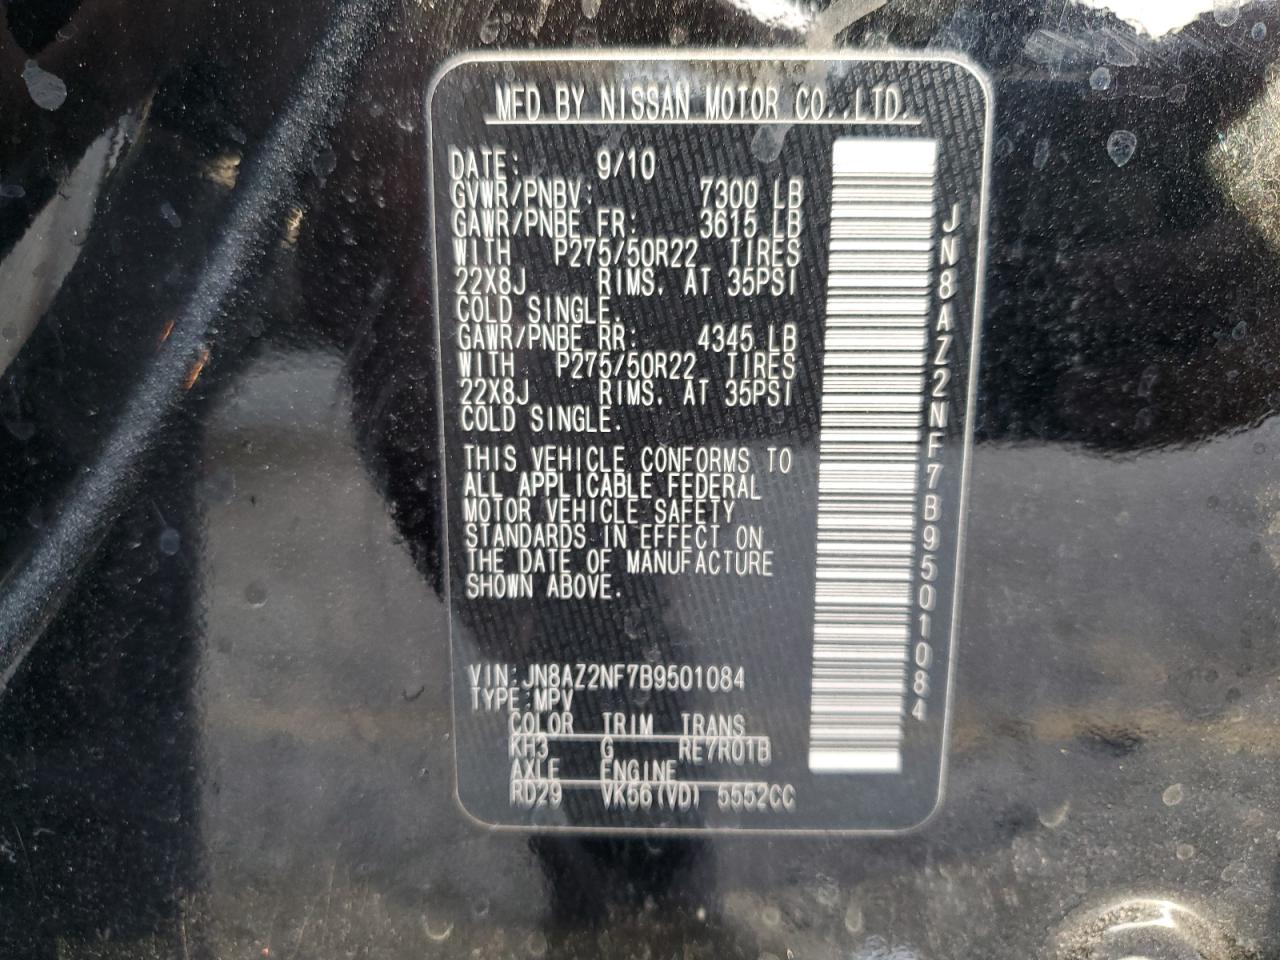 MFD BY NISSAN MOTOR CO.,LTD.
DATE: 9/10
GVWR/PNBV: 7300 LB
GAWR/PNBE FR: 3615 LB
WITH P275/50R22 TIRES
22X8J RIMS, AT 35PSI
COLD SINGLE.
GAWR/PNBE RR: 4345 LB
WITH P275/50R22 TIRES
22X8J RIMS, AT 35PSI
COLD SINGLE.
THIS VEHICLE CONFORMS TO
ALL APPLICABLE FEDERAL
MOTOR VEHICLE SAFETY
STANDARDS IN EFFECT ON
THE DATE OF MANUFACTURE
SHOWN ABOVE.
VIN:JN8AZ2NF7B9501084
TYPE:MPV
COLOR TRIM TRANS
KH3 G RE7R01B
AXLE ENGINE
RD29 VK56(VD) 5552CC
JN8AZ2NF7B9501084